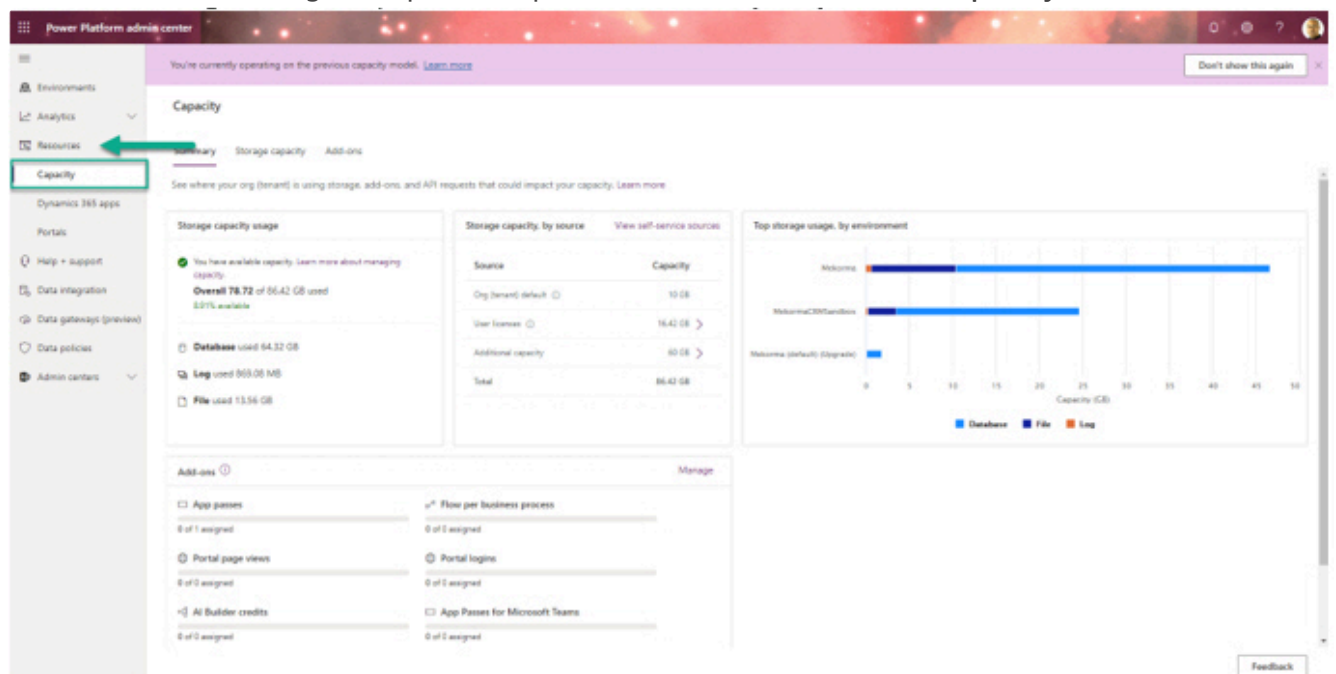 Power Platform admin center
?
You're currently operating on the previous capacity model. Learn more
Don't show this again
Environments
Analytics
Resources
Capacity
Dynamics 365 apps
Portals
Help + support
Data integration
Data gateways (preview)
Data policies
Admin centers
Capacity
Summary Storage capacity Add-ons
See where your org (tenant) is using storage, add-ons, and API requests that could impact your capacity. Learn more
Storage capacity usage
You have available capacity. Learn more about managing
capacity.
Overall 78.72 of 86.42 GB used
available
Database used 64.32 GB
Log used 869.08 MB
File used 13.56 GB
Storage capacity, by source View self-service sources
Source Capacity
Org (tenant) default 10 GB
User licenses 16.42 GB
Additional capacity 60 GB
Total 86.42 GB
Top storage usage, by environment
Mekorma
MekormaCRMSandbox
Mekorma (default) (Upgrade)
0 5 10 15 20 25 30 35 40 45 50
Capacity (GB)
Database File Log
Add-ons Manage
App passes
0 of 1 assigned
Flow per business process
0 of 0 assigned
Portal page views
0 of 0 assigned
Portal logins
0 of 0 assigned
AI Builder credits
0 of 0 assigned
App Passes for Microsoft Teams
0 of 0 assigned
Feedback